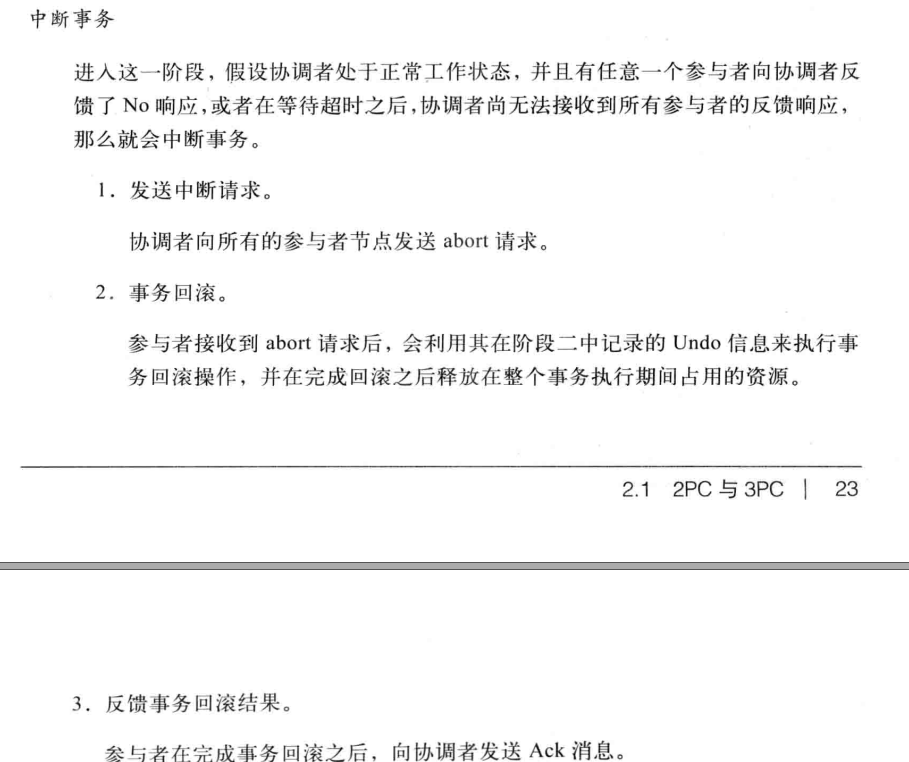 中断事务
进入这一阶段，假设协调者处于正常工作状态，并且有任意一个参与者向协调者反
馈了 No 响应，或者在等待超时之后，协调者尚无法接收到所有参与者的反馈响应，
那么就会中断事务。
1. 发送中断请求。
协调者向所有的参与者节点发送 abort 请求。
2. 事务回滚。
参与者接收到 abort 请求后，会利用其在阶段二中记录的 Undo 信息来执行事
务回滚操作，并在完成回滚之后释放在整个事务执行期间占用的资源。
2.1 2PC 与 3PC | 23
3. 反馈事务回滚结果。
参与者在完成事务回滚之后，向协调者发送 Ack 消息。